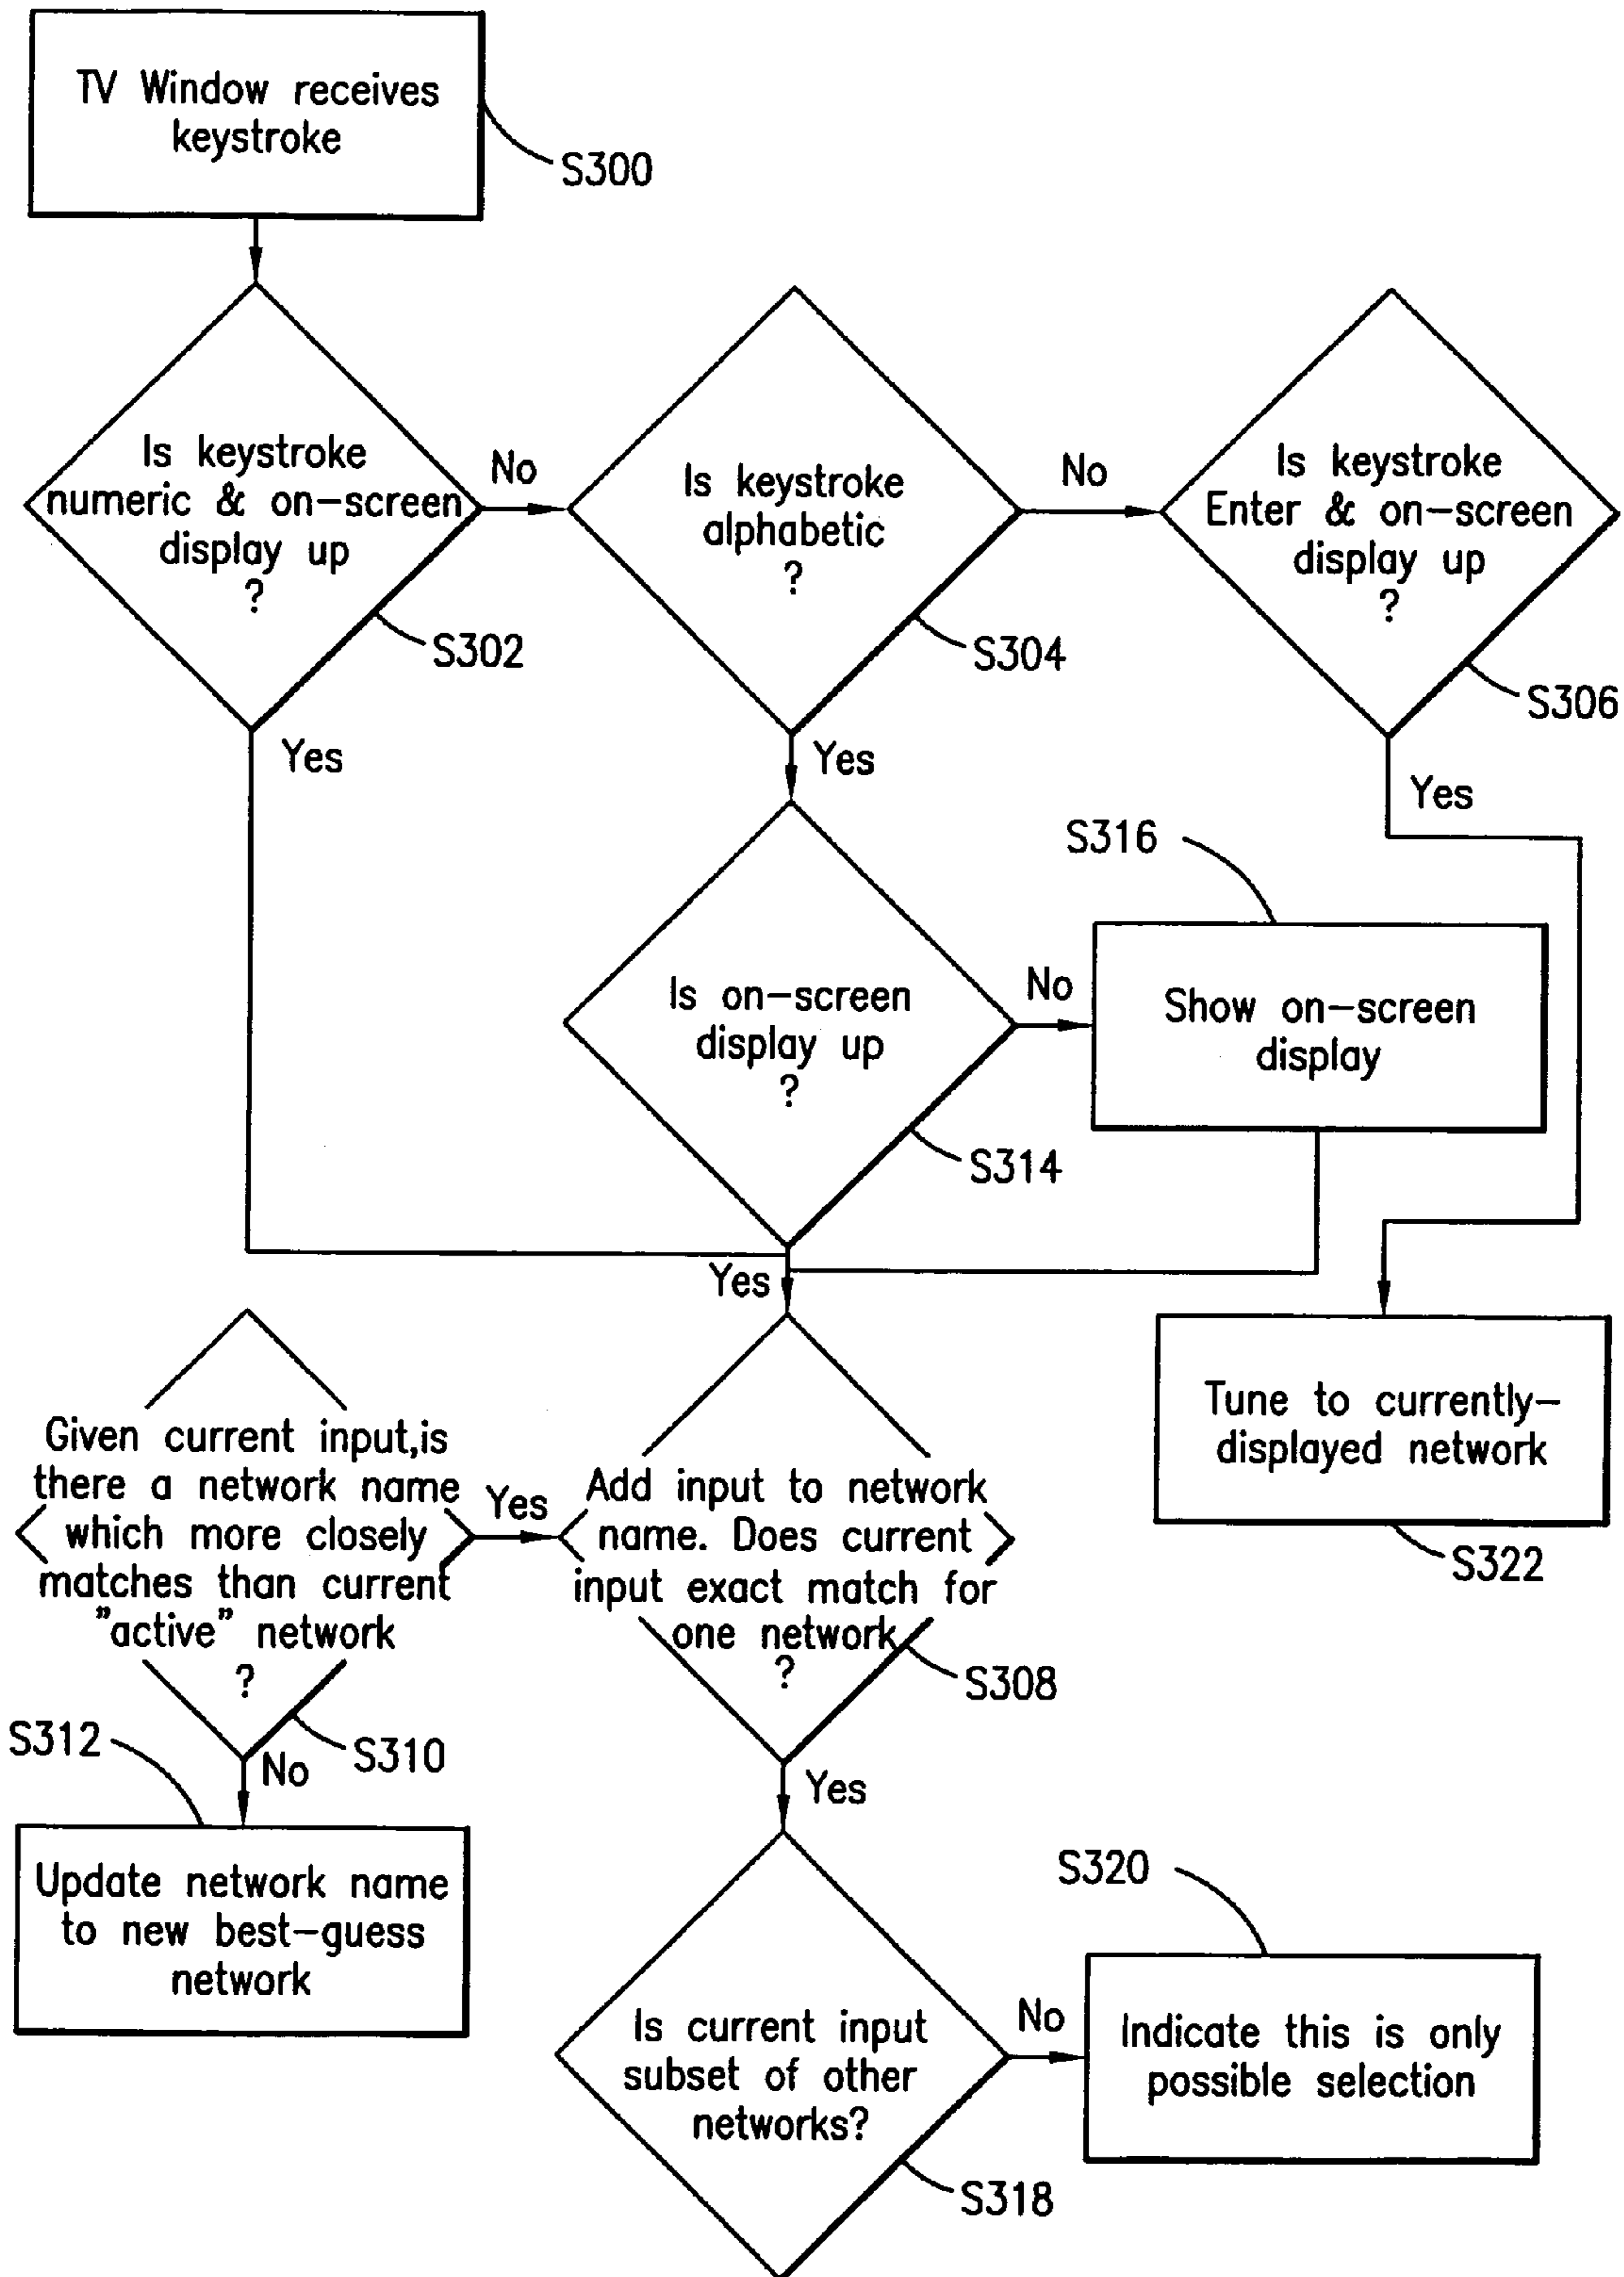 TV Window receives
keystroke
S300
Is keystroke
numeric & on-screen
display up
?
S302
No
Is keystroke
alphabetic
?
S304
No
Is keystroke
Enter & on-screen
display up
?
S306
Yes
Yes
Yes
S316
Is on-screen
display up
?
S314
No
Show on-screen
display
Yes
Tune to currently-
displayed network
S322
Given current input,is
there a network name
which more closely
matches than current
"active" network
?
S310
Yes
Add input to network
name. Does current
input exact match for
one network
?
S308
S312
No
Yes
Update network name
to new best-guess
network
S320
Is current input
subset of other
networks?
S318
No
Indicate this is only
possible selection